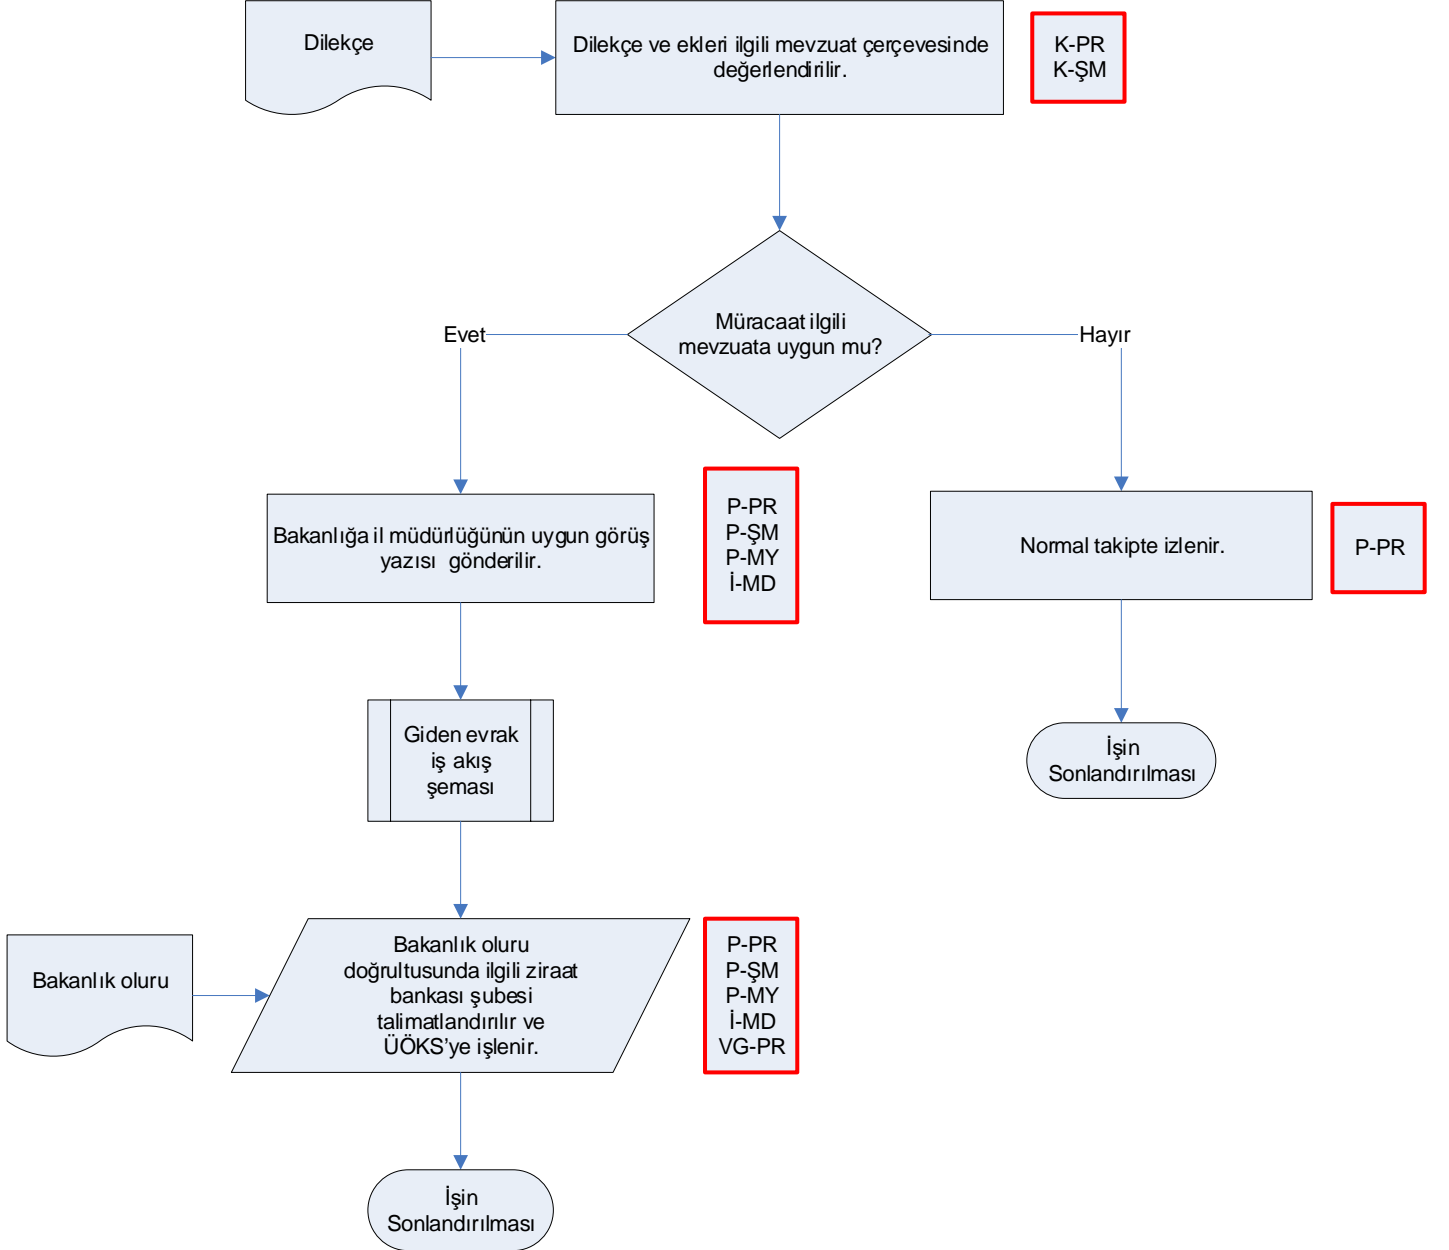 Dilekçe
Dilekçe ve ekleri ilgili mevzuat çerçevesinde
değerlendirilir.
K-PR
K-ŞM
Müracaat ilgili
mevzuata uygun mu?
Evet
Hayır
Bakanlığa il müdürlüğünün uygun görüş
yazısı gönderilir.
P-PR
P-ŞM
P-MY
İ-MD
Normal takipte izlenir.
P-PR
Giden evrak
iş akış
şeması
İşin
Sonlandırılması
Bakanlık oluru
Bakanlık oluru
doğrultusunda ilgili ziraat
bankası şubesi
talimatlandırılır ve
ÜÖKS'ye işlenir.
P-PR
P-ŞM
P-MY
İ-MD
VG-PR
İşin
Sonlandırılması